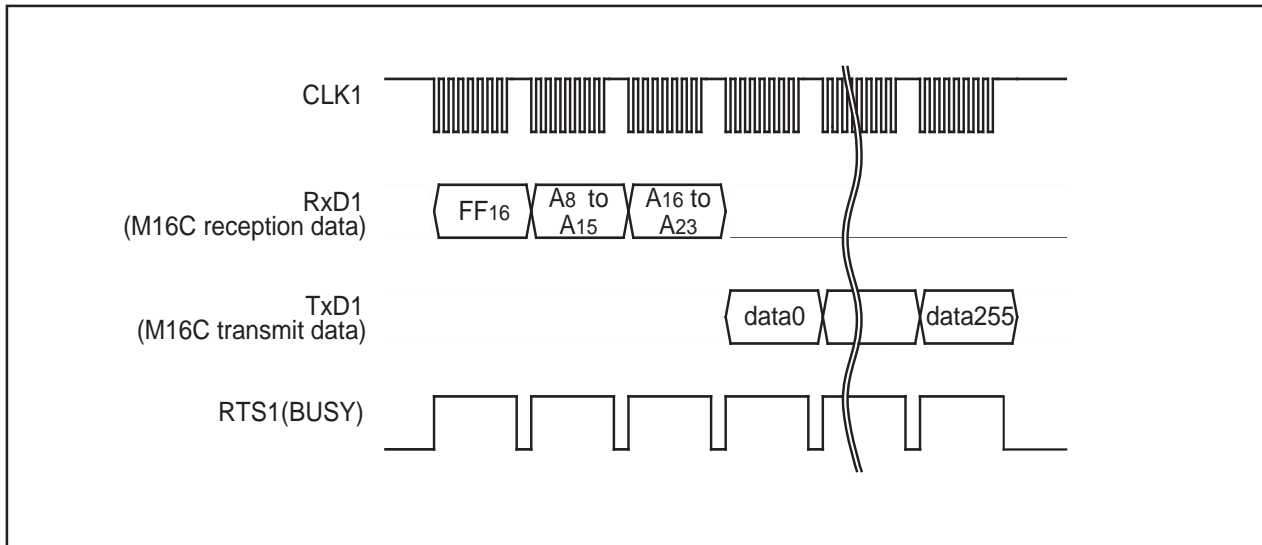 CLK1
RxD1
(M16C reception data)
FF16
A8 to
A15
A16 to
A23
TxD1
(M16C transmit data)
data0
data255
RTS1(BUSY)